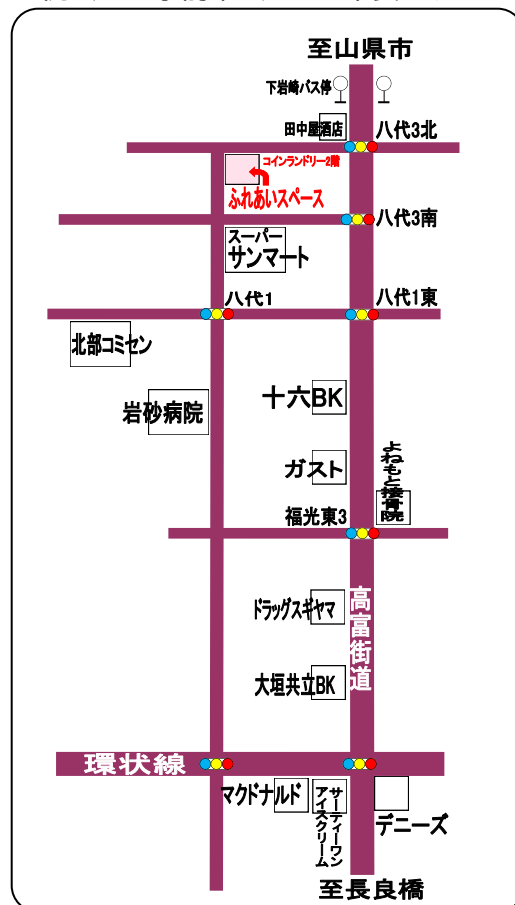 至山県市
下岩崎バス停
田中屋酒店
八代3北
コインランドリー2階
ふれあいスペース
八代3南
スーパー
サンマート
八代1
八代1東
北部コミセン
十六BK
岩砂病院
ガスト
よねもと接骨院
福光東3
ドラッグスギヤマ
高富街道
大垣共立BK
環状線
マクドナルド
サーティーワン
アイスクリーム
デニーズ
至長良橋